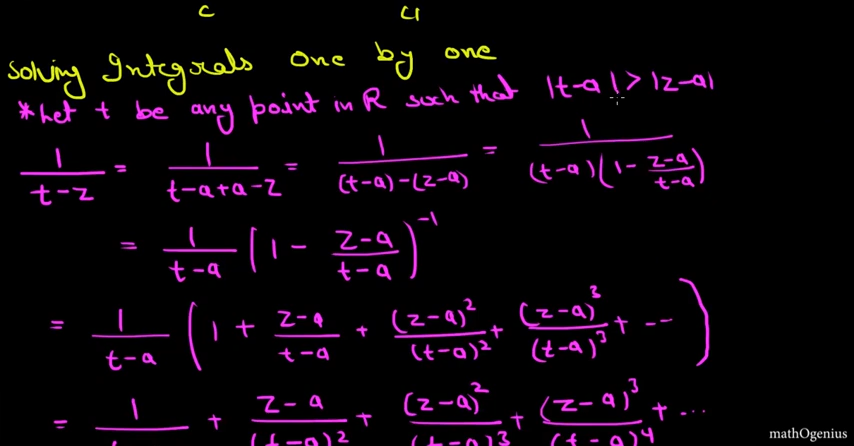 C C1
Solving Integrals one by one
*Let t be any point in R such that |t-a| > |z-a|
1/(t-z) = 1/(t-a+a-z) = 1/((t-a)-(z-a)) = 1/((t-a)(1 - (z-a)/(t-a)))
= 1/(t-a) (1 - (z-a)/(t-a))^-1
= 1/(t-a) (1 + (z-a)/(t-a) + (z-a)^2/(t-a)^2 + (z-a)^3/(t-a)^3 + --)
= 1/ + (z-a)/(t-a)^2 + (z-a)^2/(t-a)^3 + (z-a)^3/(t-a)^4 + ...
mathOgenius